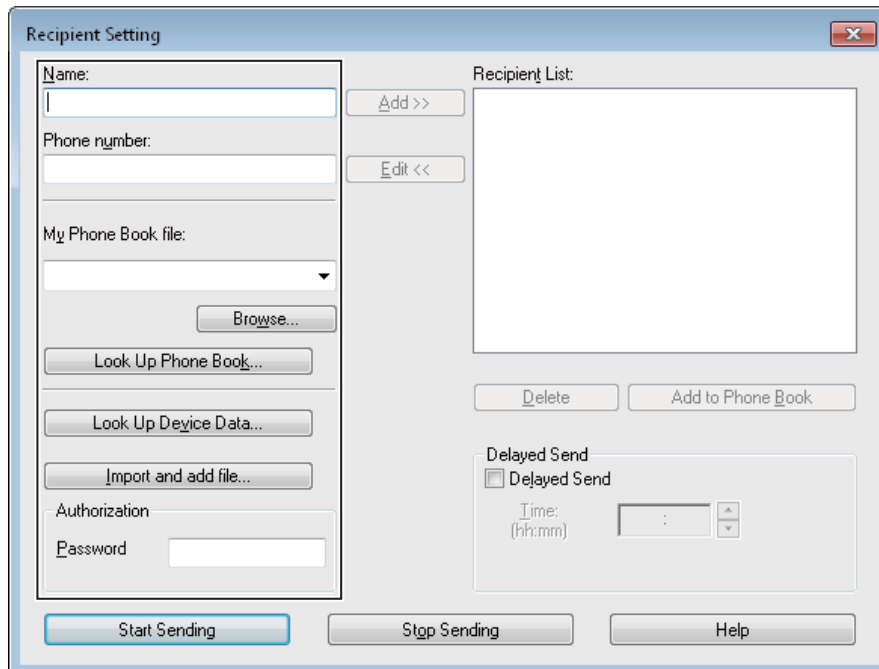 Recipient Setting
Name:
Add >>
Phone number:
Edit <<
My Phone Book file:
Browse...
Look Up Phone Book...
Look Up Device Data...
Import and add file...
Authorization
Password
Recipient List:
Delete
Add to Phone Book
Delayed Send
Delayed Send
Time:
(hh:mm)
:
Start Sending
Stop Sending
Help